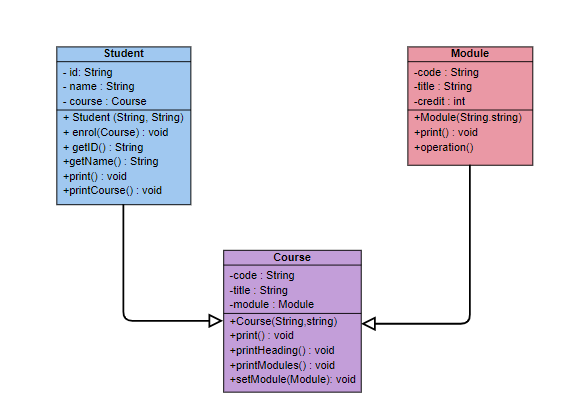 Student
- id: String
- name : String
- course : Course
+ Student (String, String)
+ enrol(Course) : void
+ getID() : String
+getName() : String
+print() : void
+printCourse() : void
Module
-code : String
-title : String
-credit : int
+Module(String.string)
+print() : void
+operation()
Course
-code : String
-title : String
-module : Module
+Course(String,string)
+print() : void
+printHeading() : void
+printModules() : void
+setModule(Module): void